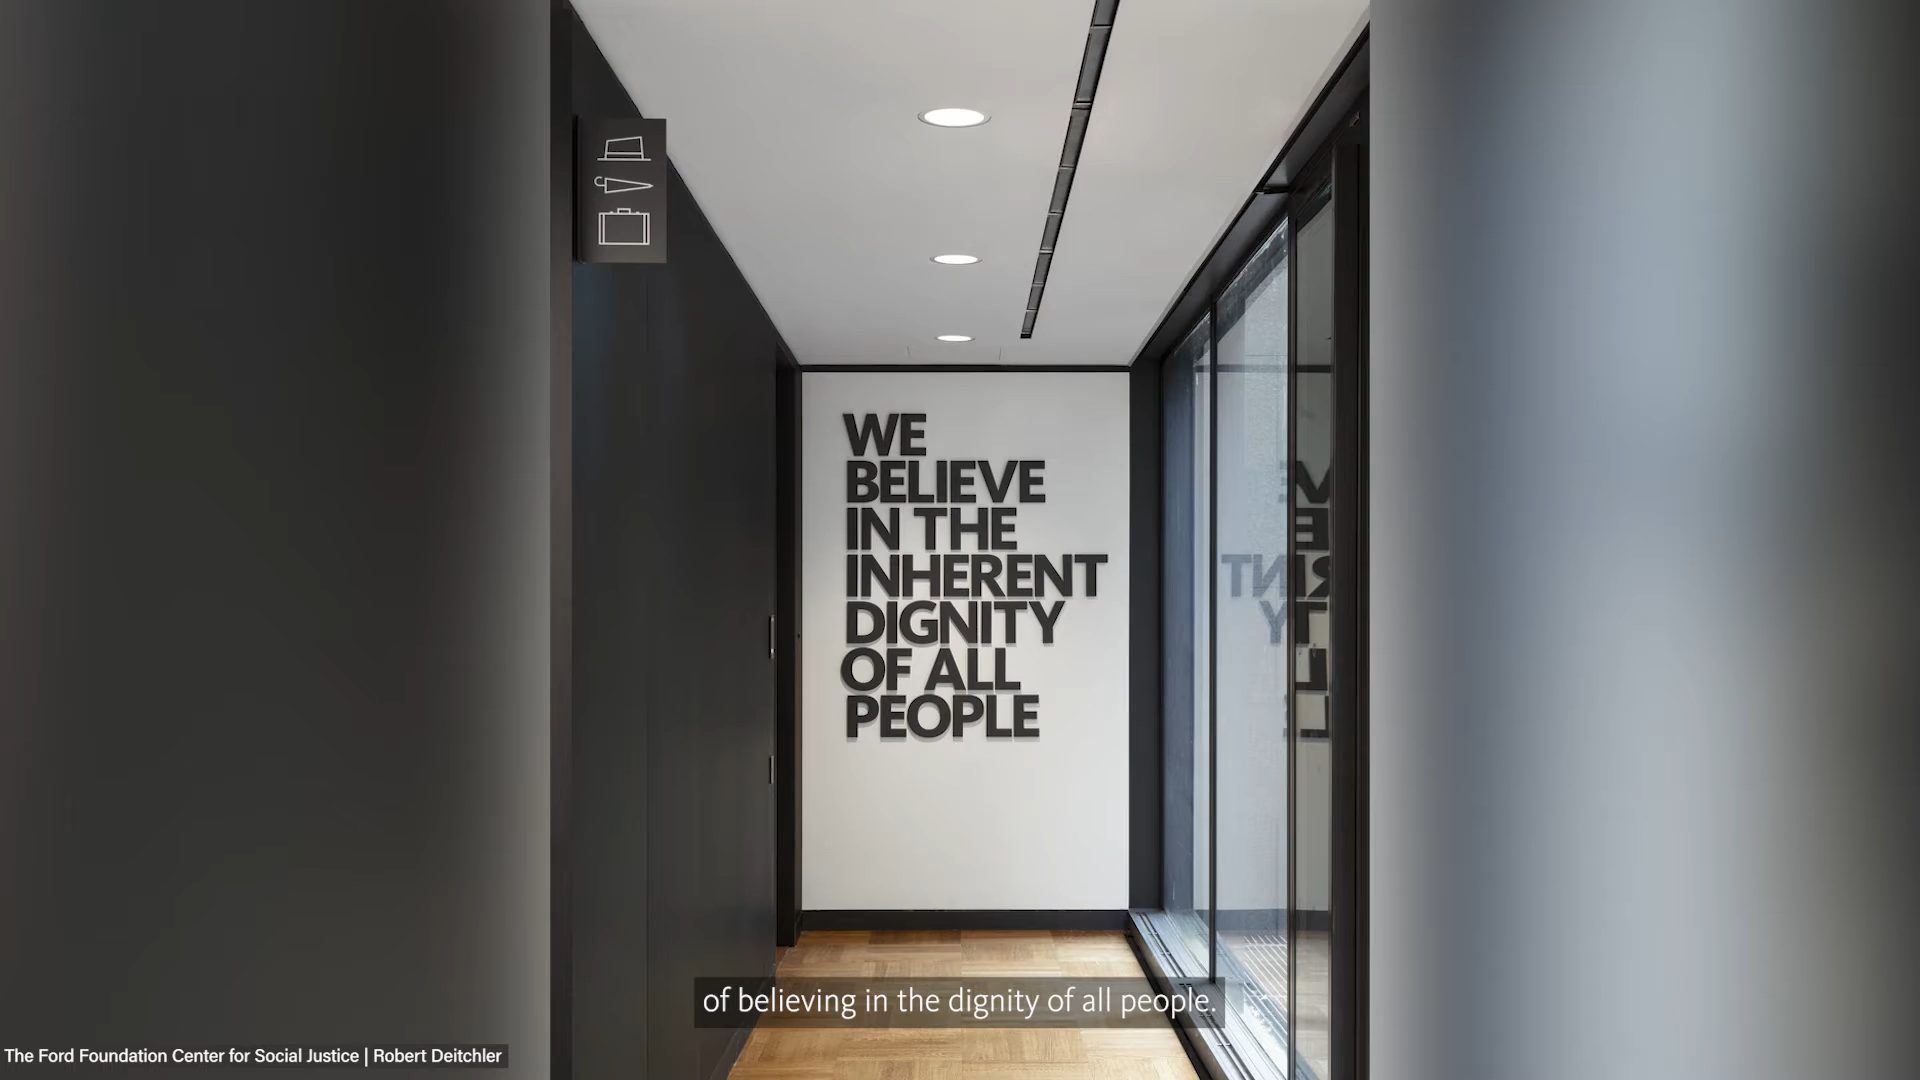 WE
BELIEVE
IN THE
INHERENT
DIGNITY
OF ALL
PEOPLE
of believing in the dignity of all people.
The Ford Foundation Center for Social Justice | Robert Deitchler